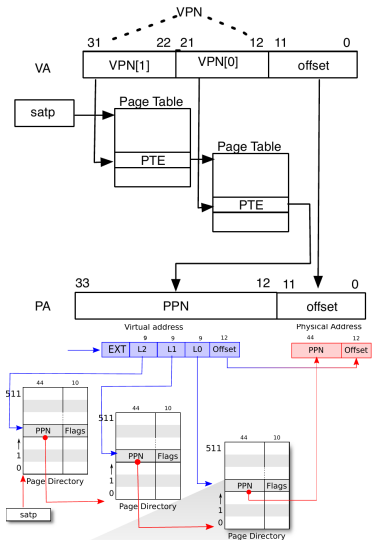 VPN
31 22 21 12 11 0
VA VPN[1] VPN[0] offset
satp Page Table
PTE Page Table
PTE
33 12 11 0
PA PPN offset
Virtual address Physical Address
9 9 9 12 44 12
EXT L2 L1 L0 Offset PPN Offset
44 10
511
44 10
PPN Flags
44 10
511
511
1 PPN Flags
0
Page Directory 1 PPN Flags
0
satp Page Directory 1
0
Page Directory